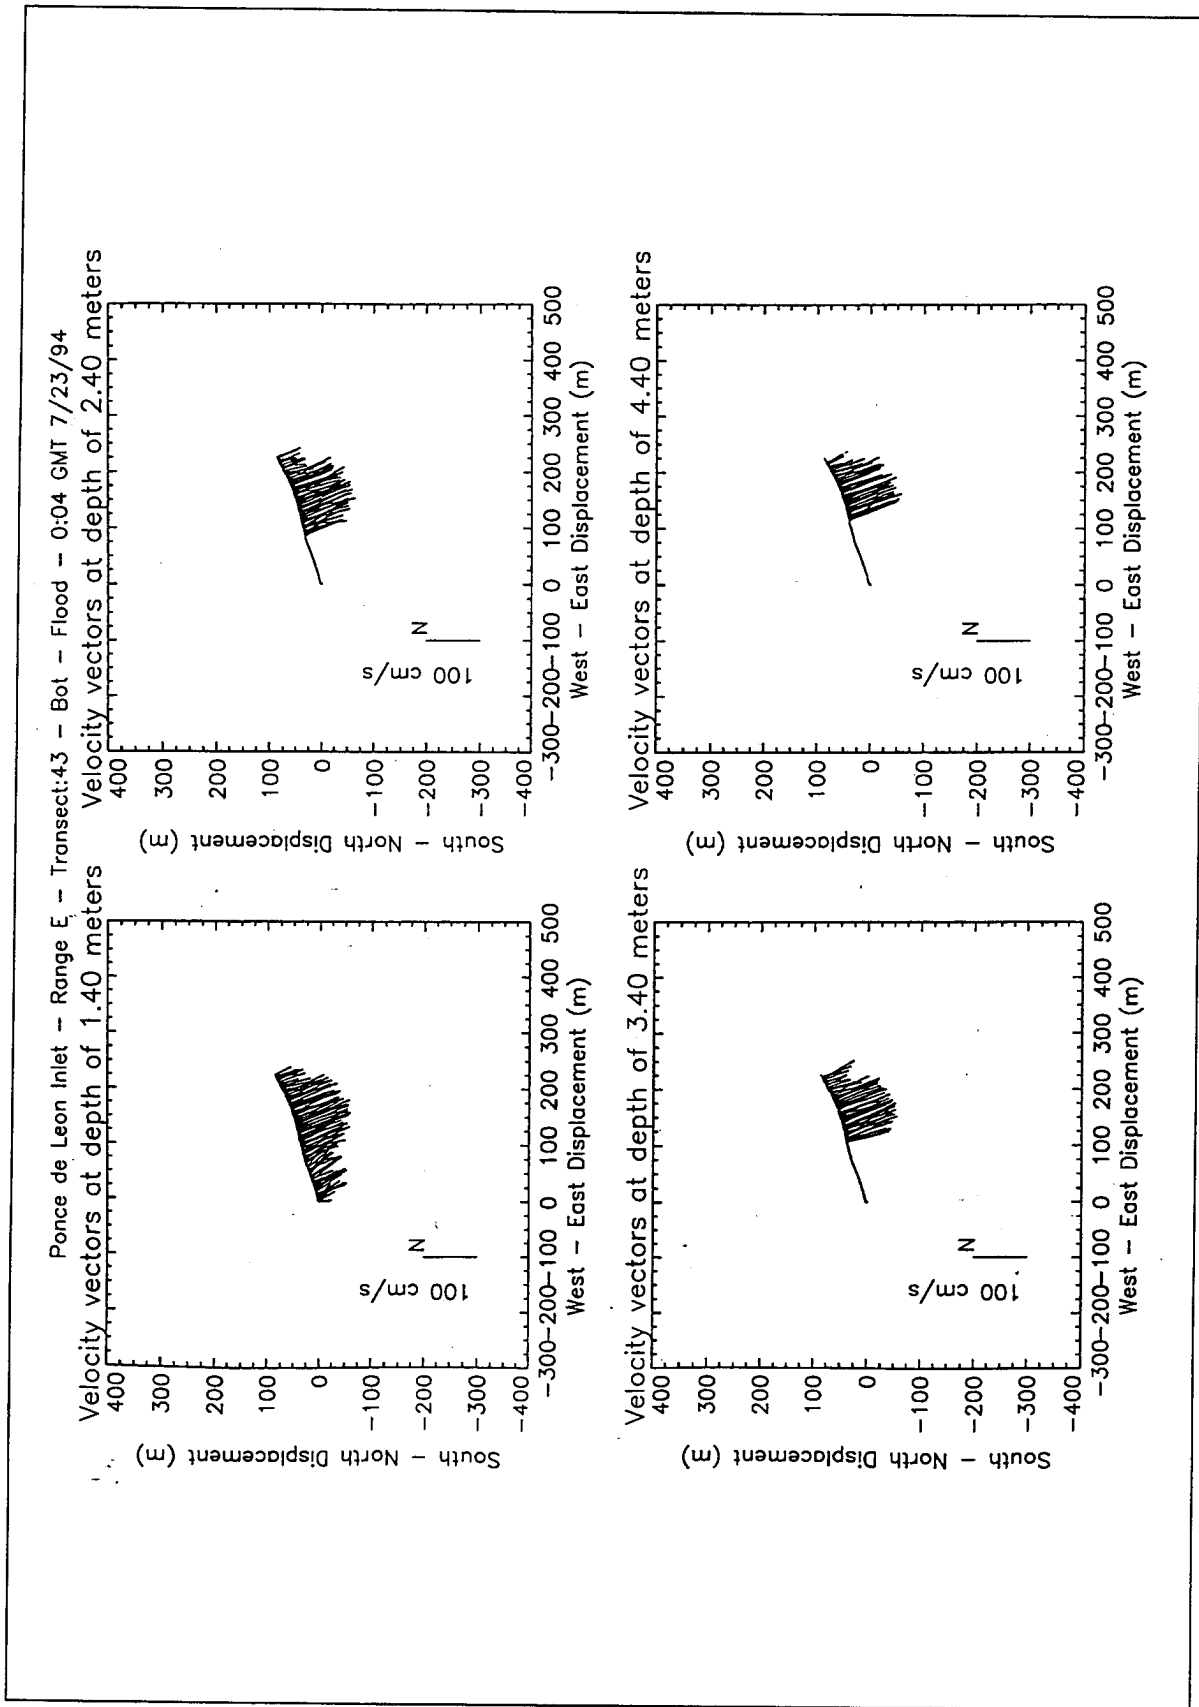 Ponce de Leon Inlet – Range E – Transect:43 – Bot – Flood – 0:04 GMT 7/23/94
Velocity vectors at depth of 1.40 meters
South – North Displacement (m)
400
300
200
100
0
-100
-200
-300
-400
100 cm/s
N
-300-200-100 0 100 200 300 400 500
West – East Displacement (m)
Velocity vectors at depth of 2.40 meters
South – North Displacement (m)
400
300
200
100
0
-100
-200
-300
-400
100 cm/s
N
-300-200-100 0 100 200 300 400 500
West – East Displacement (m)
Velocity vectors at depth of 3.40 meters
South – North Displacement (m)
400
300
200
100
0
-100
-200
-300
-400
100 cm/s
N
-300-200-100 0 100 200 300 400 500
West – East Displacement (m)
Velocity vectors at depth of 4.40 meters
South – North Displacement (m)
400
300
200
100
0
-100
-200
-300
-400
100 cm/s
N
-300-200-100 0 100 200 300 400 500
West – East Displacement (m)